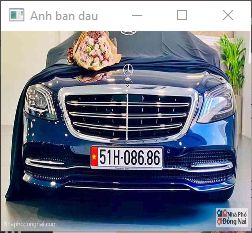 Anh ban dau
51H-086.86
Nhà Phố
Đồng Nai